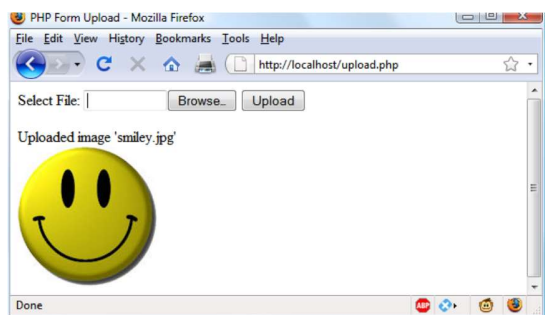 PHP Form Upload - Mozilla Firefox
File Edit View History Bookmarks Tools Help
http://localhost/upload.php
Select File: Browse... Upload
Uploaded image 'smiley.jpg'
Done ABP